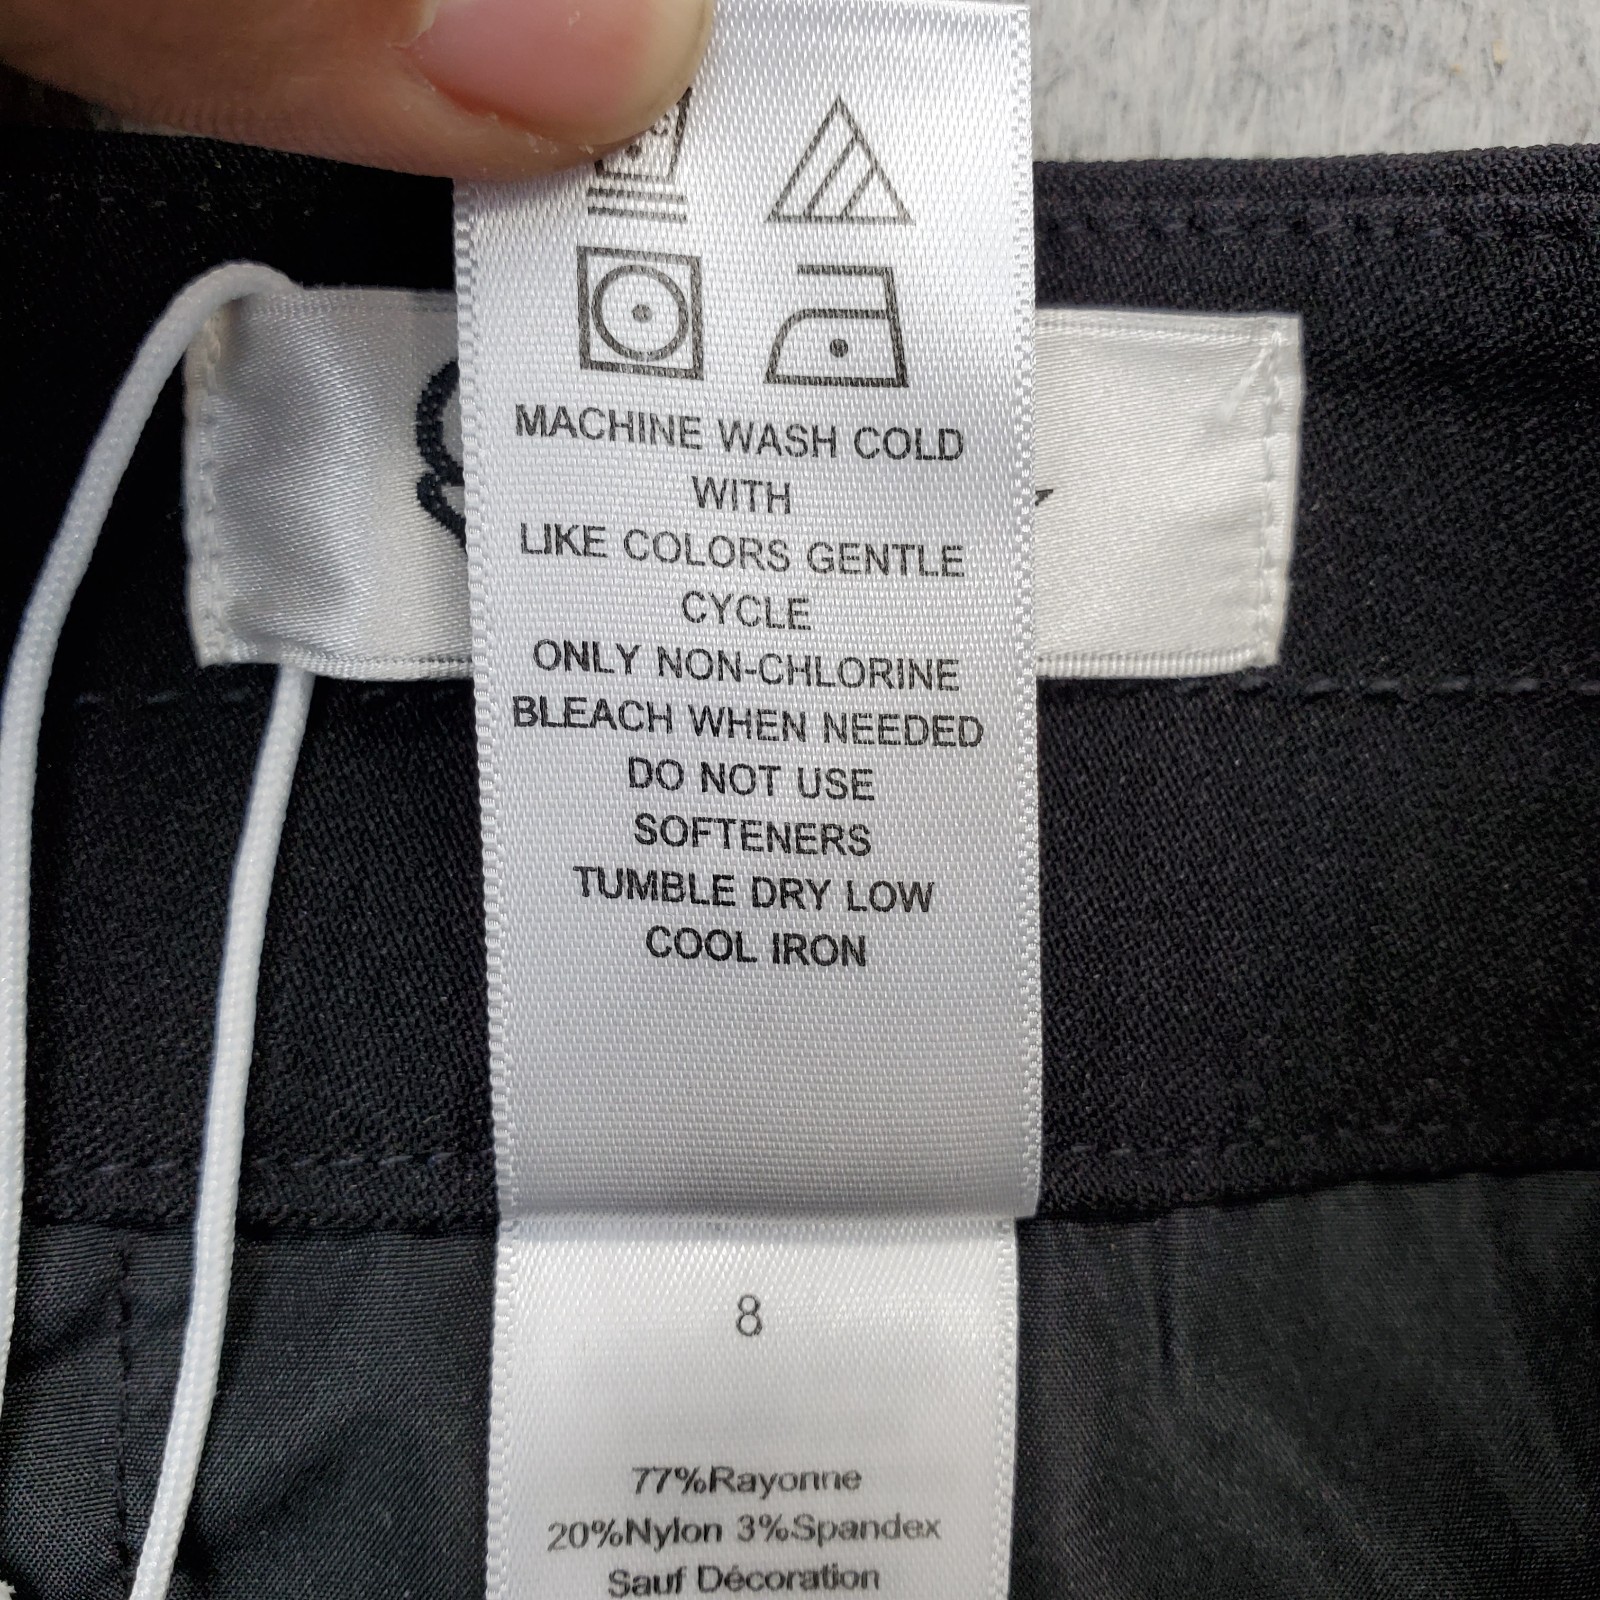 MACHINE WASH COLD
WITH
LIKE COLORS GENTLE
CYCLE
ONLY NON-CHLORINE
BLEACH WHEN NEEDED
DO NOT USE
SOFTENERS
TUMBLE DRY LOW
COOL IRON
8
77%Rayonne
20%Nylon 3%Spandex
Sauf Décoration